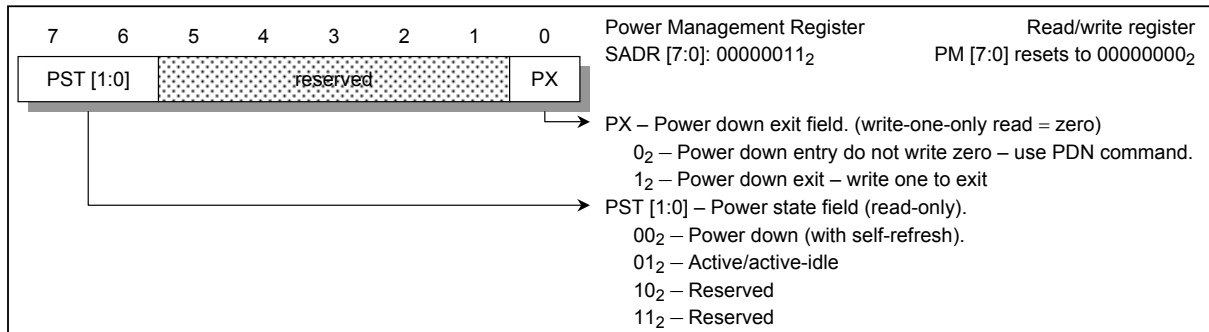 7 6 5 4 3 2 1 0
PST [1:0] reserved PX
Power Management Register Read/write register
SADR [7:0]: 00000011₂ PM [7:0] resets to 00000000₂
PX – Power down exit field. (write-one-only read = zero)
0₂ – Power down entry do not write zero – use PDN command.
1₂ – Power down exit – write one to exit
PST [1:0] – Power state field (read-only).
00₂ – Power down (with self-refresh).
01₂ – Active/active-idle
10₂ – Reserved
11₂ – Reserved